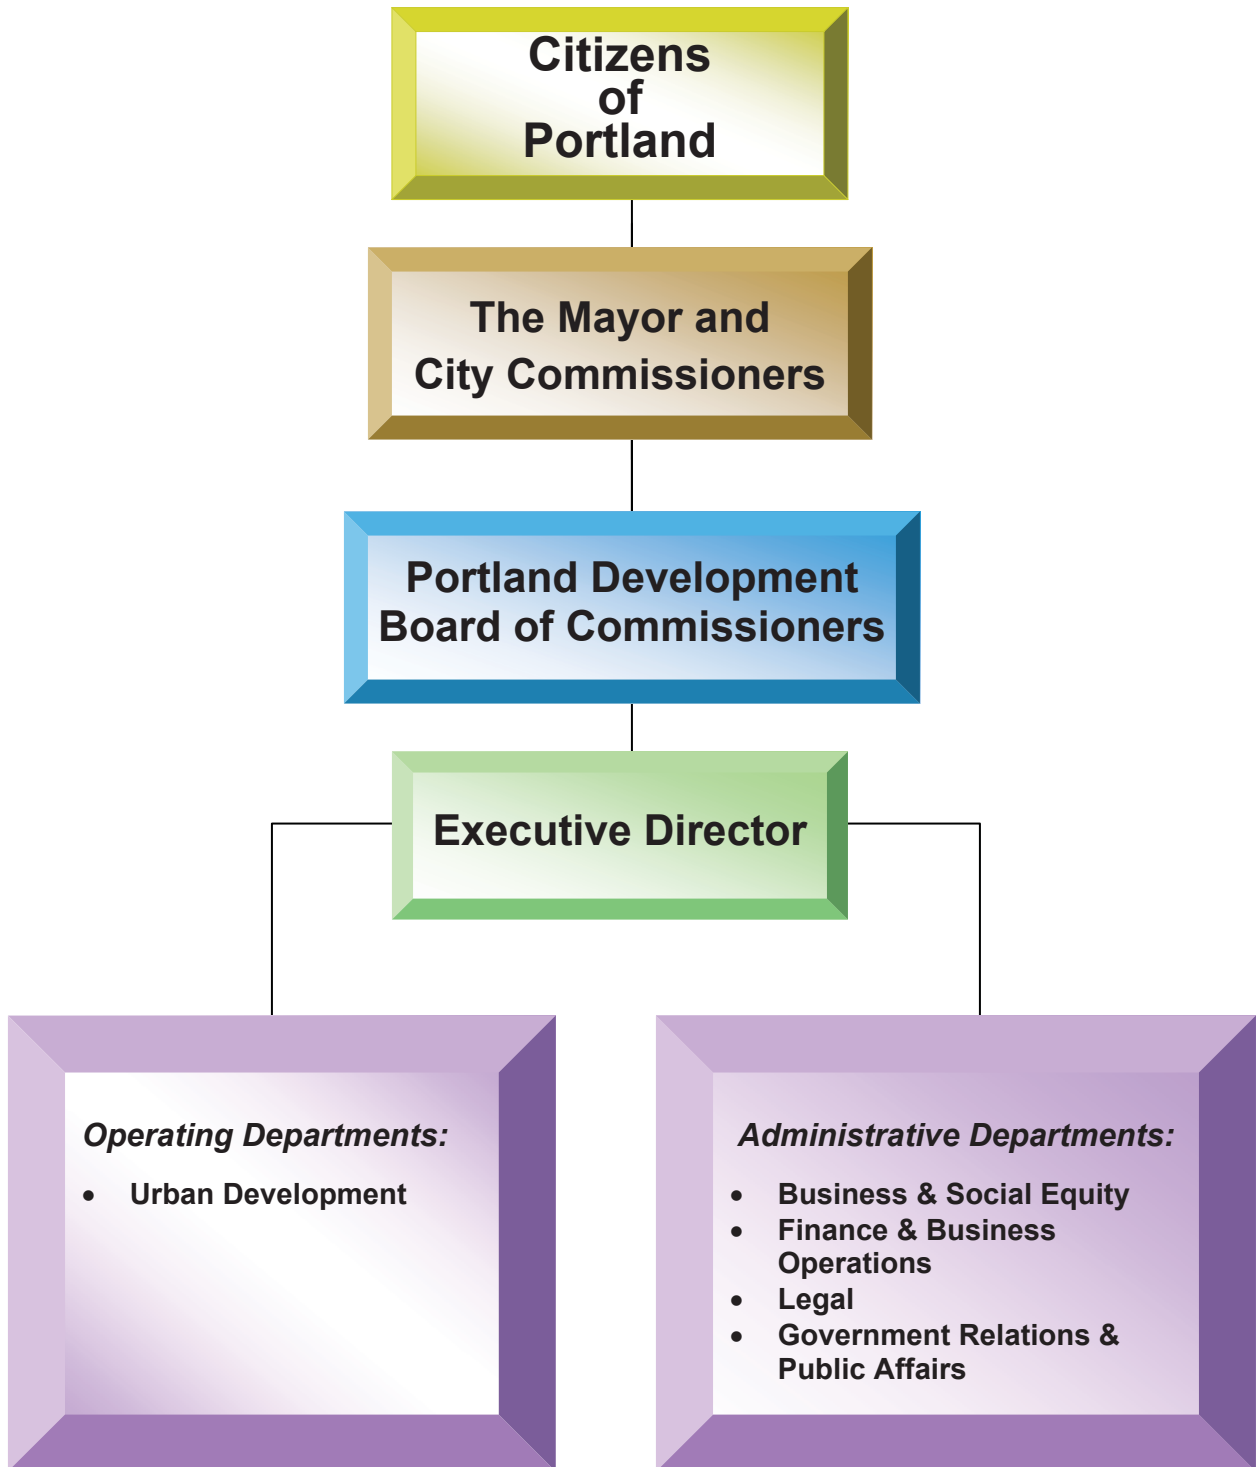 Citizens
of
Portland
The Mayor and
City Commissioners
Portland Development
Board of Commissioners
Executive Director
Operating Departments:
• Urban Development
Administrative Departments:
• Business & Social Equity
• Finance & Business
Operations
• Legal
• Government Relations &
Public Affairs